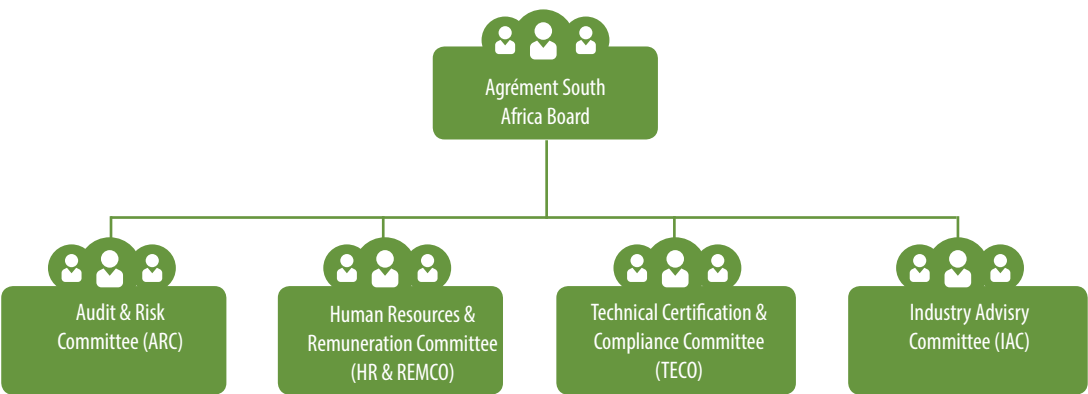 Agrément South
Africa Board
Audit & Risk
Committee (ARC)
Human Resources &
Remuneration Committee
(HR & REMCO)
Technical Certification &
Compliance Committee
(TECO)
Industry Advisry
Committee (IAC)